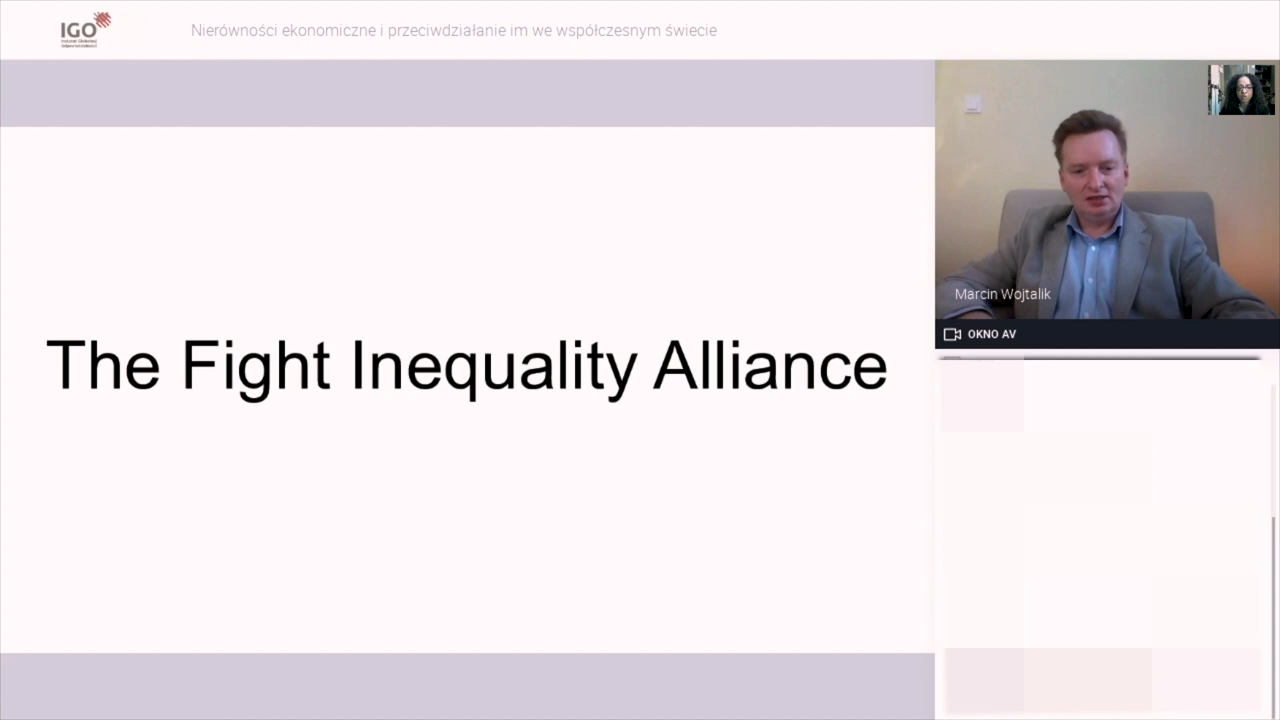 IGO
Nierówności ekonomiczne i przeciwdziałanie im we współczesnym świecie
The Fight Inequality Alliance
Marcin Wojtalik
OKNO AV